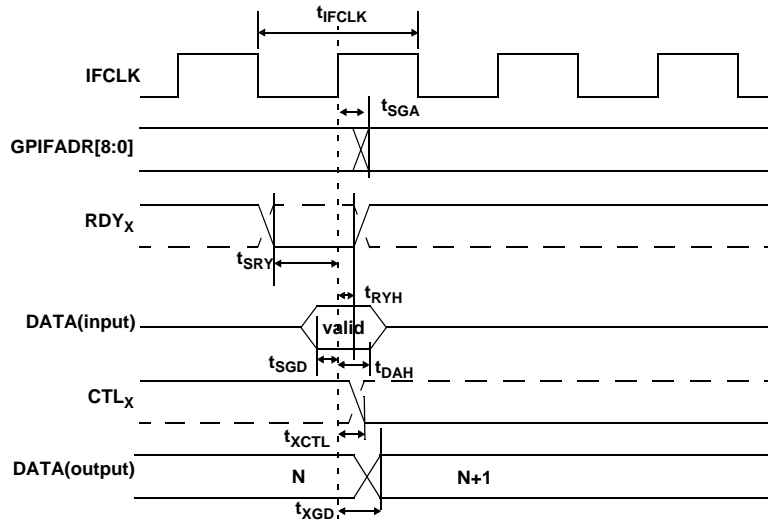 tIFCLK
IFCLK
tSGA
GPIFADR[8:0]
RDYX
tSRY
tRYH
DATA(input)
valid
tSGD
tDAH
CTLX
tXCTL
DATA(output)
N
N+1
tXGD